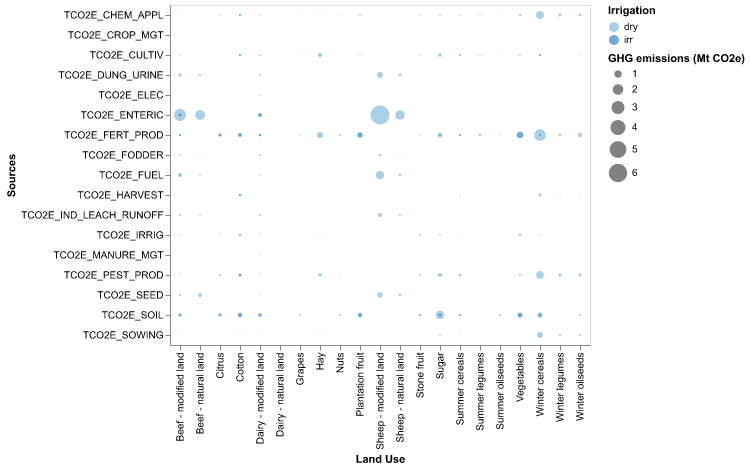 Irrigation
dry
irr
GHG emissions (Mt CO2e)
1
2
3
4
5
6
Sources
TCO2E_CHEM_APPL
TCO2E_CROP_MGT
TCO2E_CULTIV
TCO2E_DUNG_URINE
TCO2E_ELEC
TCO2E_ENTERIC
TCO2E_FERT_PROD
TCO2E_FODDER
TCO2E_FUEL
TCO2E_HARVEST
TCO2E_IND_LEACH_RUNOFF
TCO2E_IRRIG
TCO2E_MANURE_MGT
TCO2E_PEST_PROD
TCO2E_SEED
TCO2E_SOIL
TCO2E_SOWING
Beef - modified land
Beef - natural land
Citrus
Cotton
Dairy - modified land
Dairy - natural land
Grapes
Hay
Nuts
Plantation fruit
Sheep - modified land
Sheep - natural land
Stone fruit
Sugar
Summer cereals
Summer legumes
Summer oilseeds
Vegetables
Winter cereals
Winter legumes
Winter oilseeds
Land Use